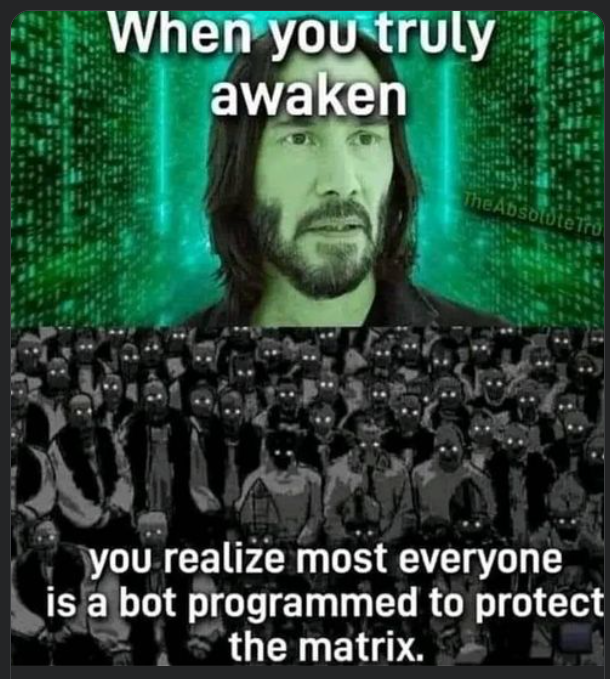 When you truly
awaken
TheAbsoluteTru
you realize most everyone
is a bot programmed to protect
the matrix.